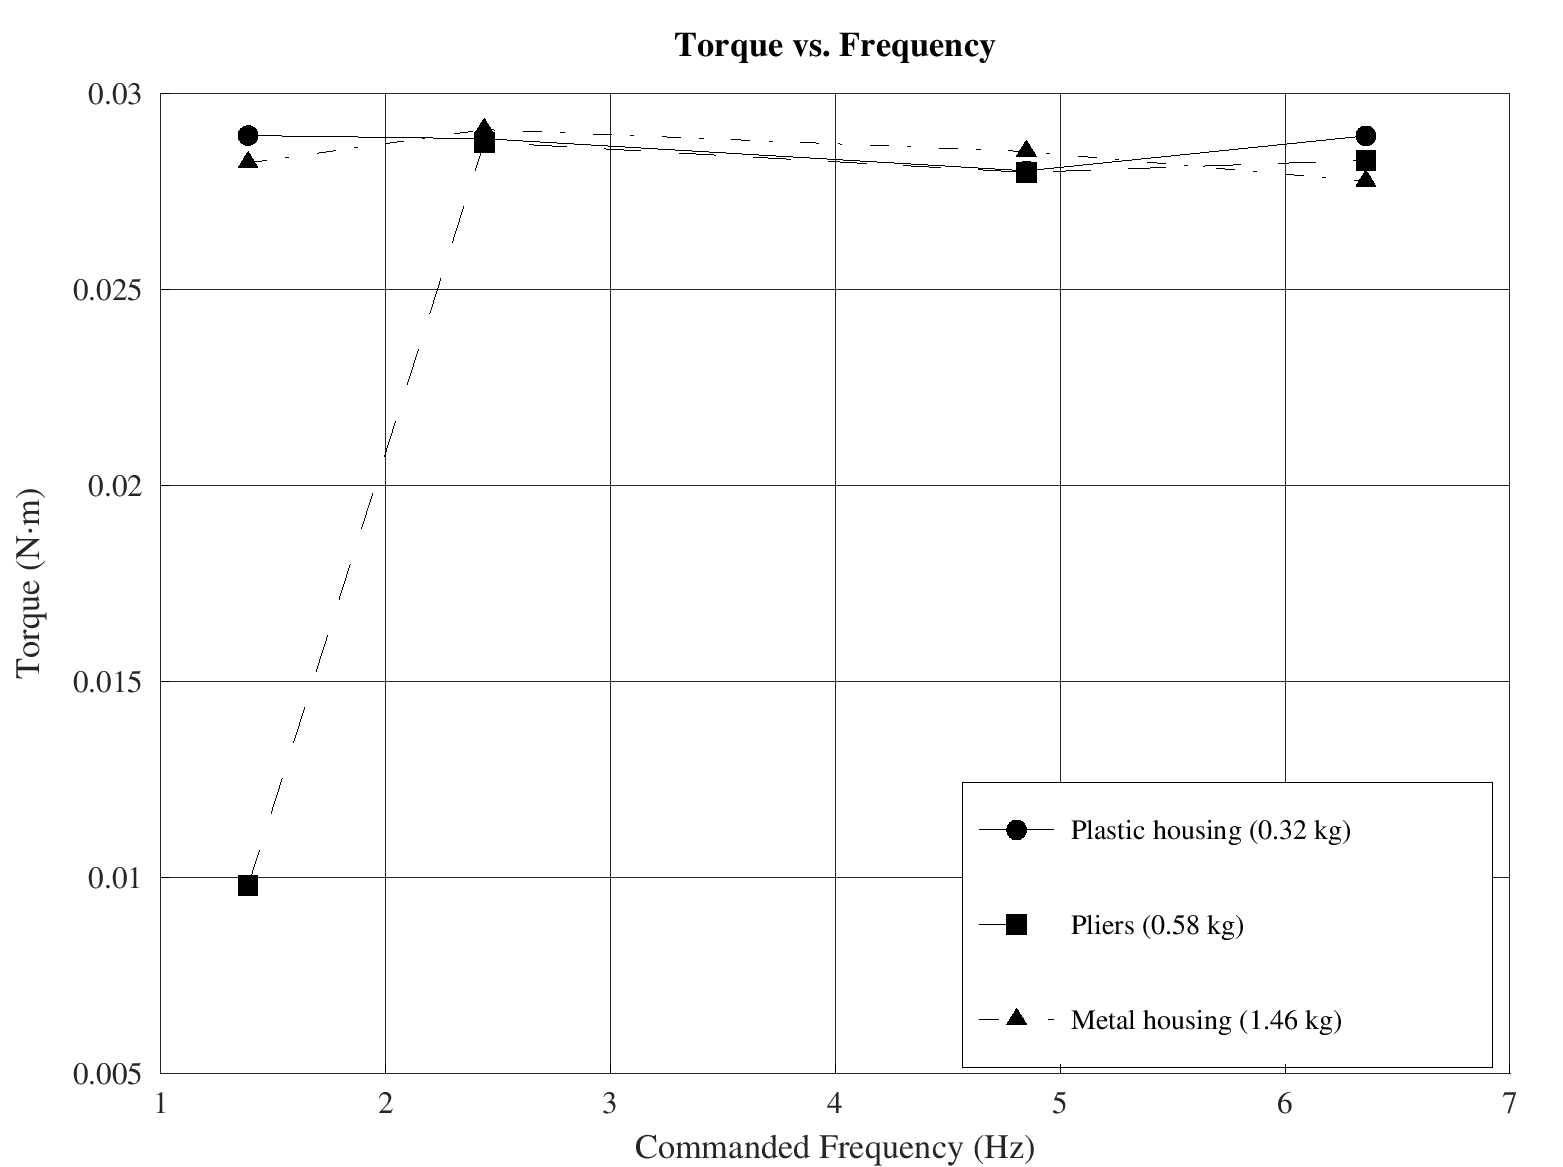 Torque vs. Frequency
0.03
0.025
0.02
0.015
0.01
0.005
Torque (N·m)
1 2 3 4 5 6 7
Commanded Frequency (Hz)
Plastic housing (0.32 kg)
Pliers (0.58 kg)
Metal housing (1.46 kg)